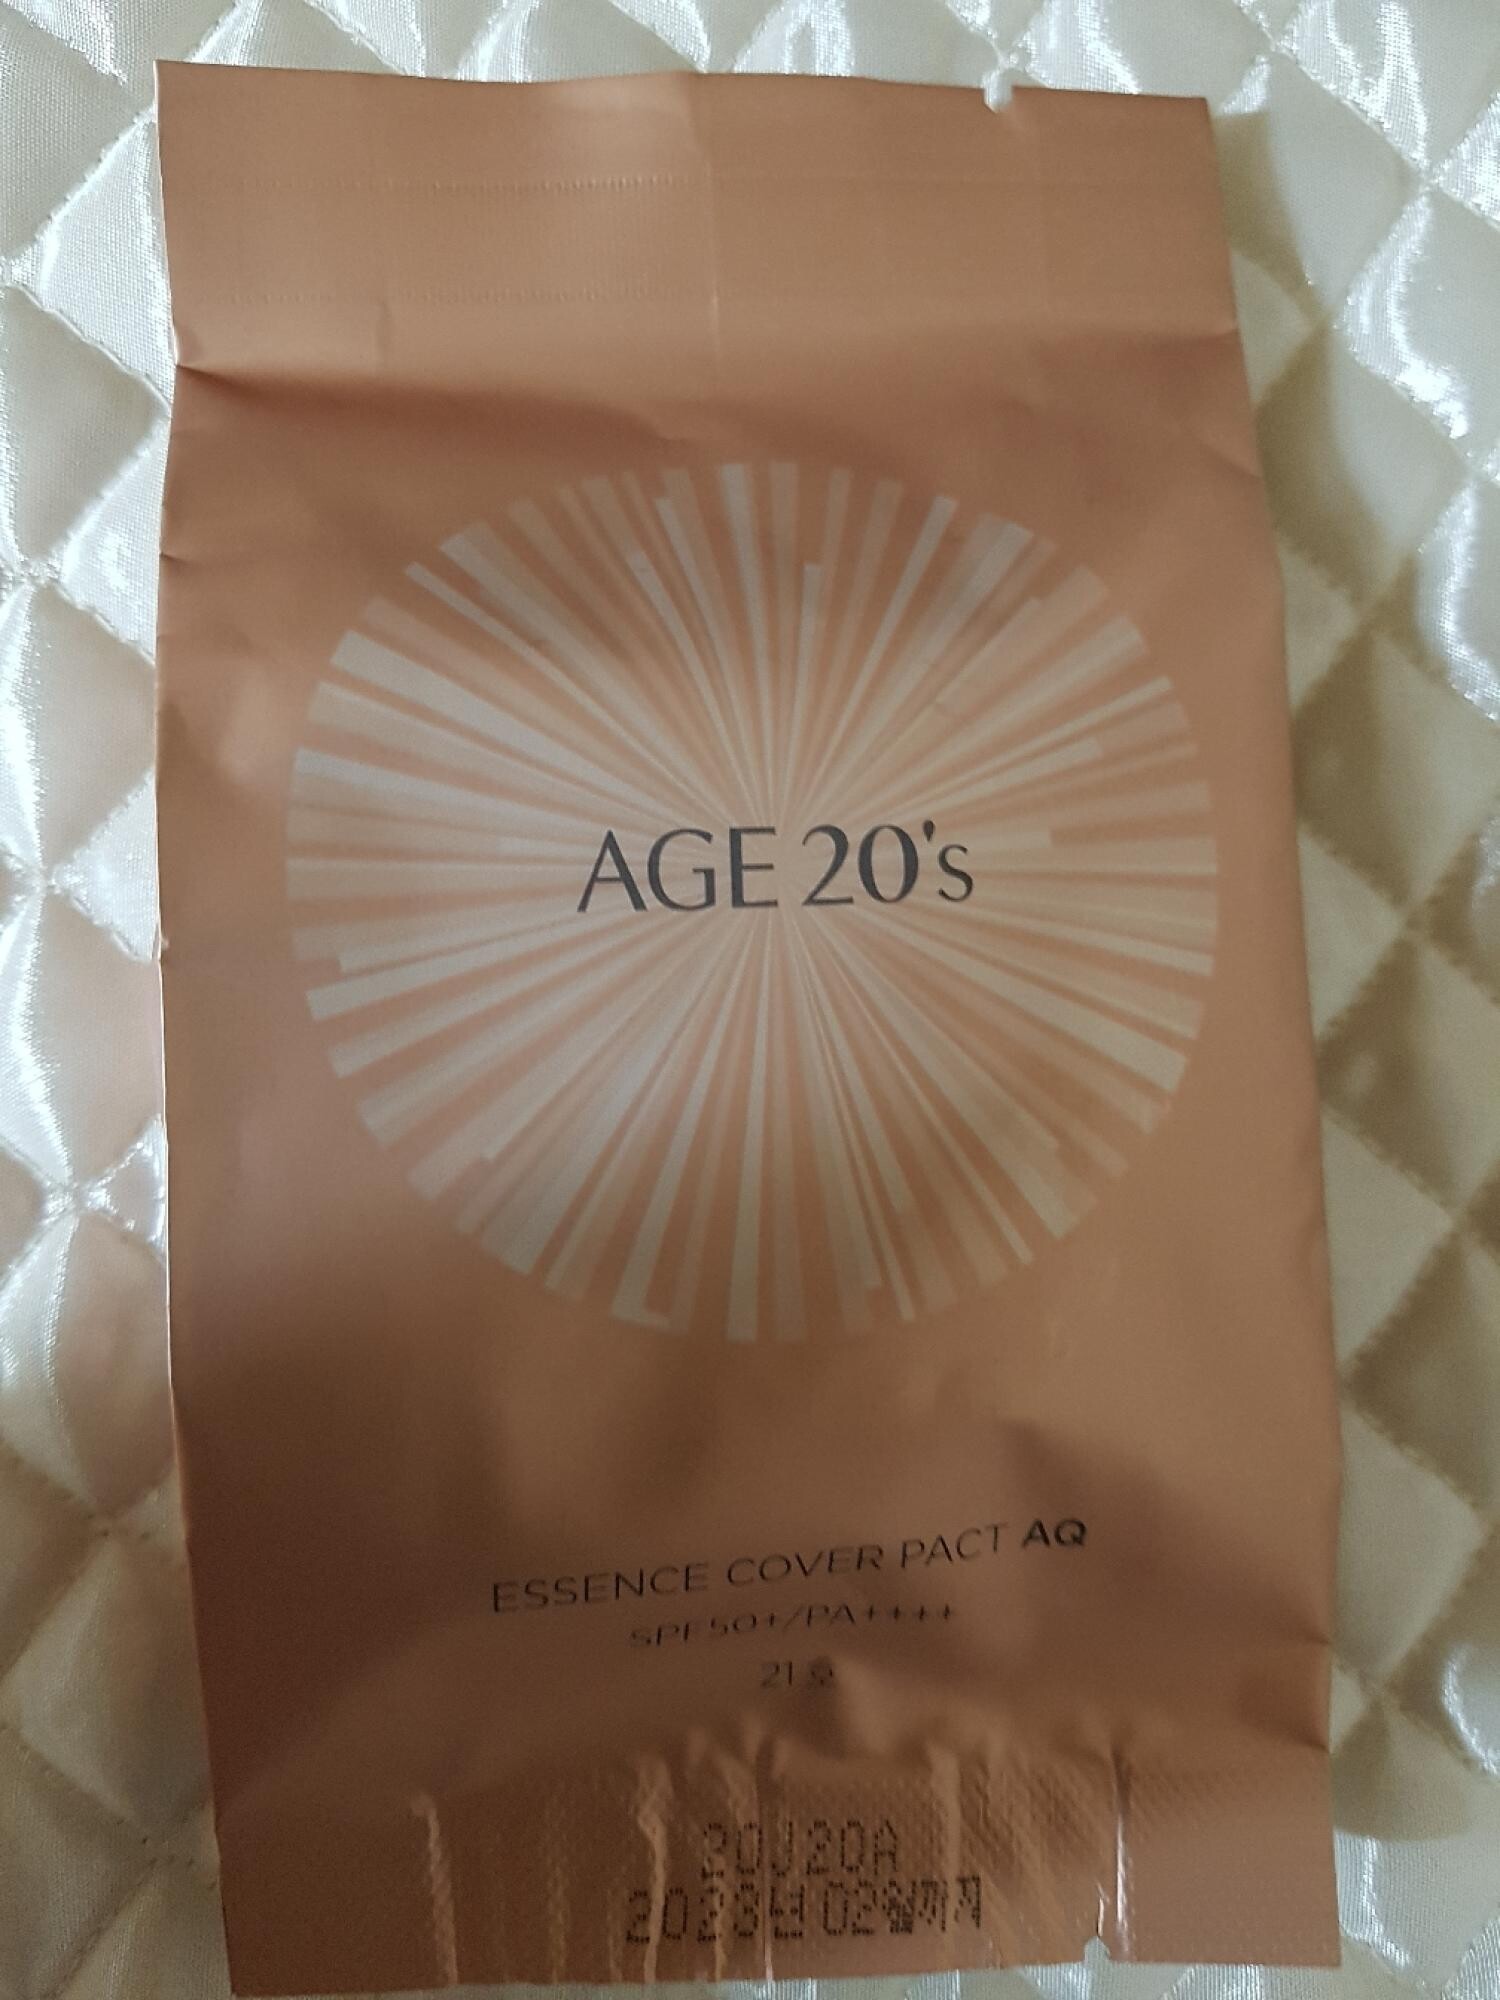 AGE 20's
ESSENCE COVER PACT AQ
SPF50+/PA++++
21호
20J20A
2023년 02월까지